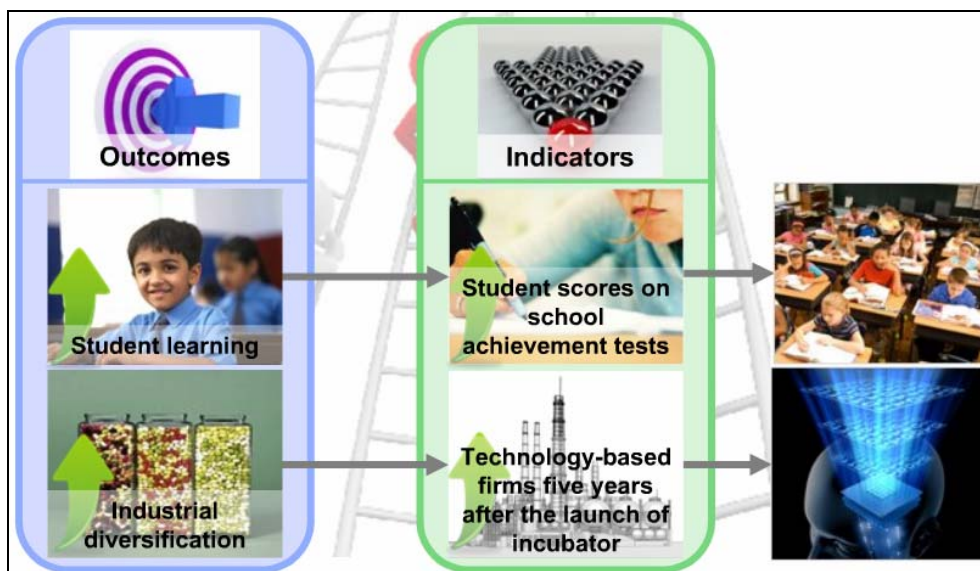 Outcomes
Indicators
Student learning
Student scores on
school
achievement tests
Industrial
diversification
Technology-based
firms five years
after the launch of
incubator